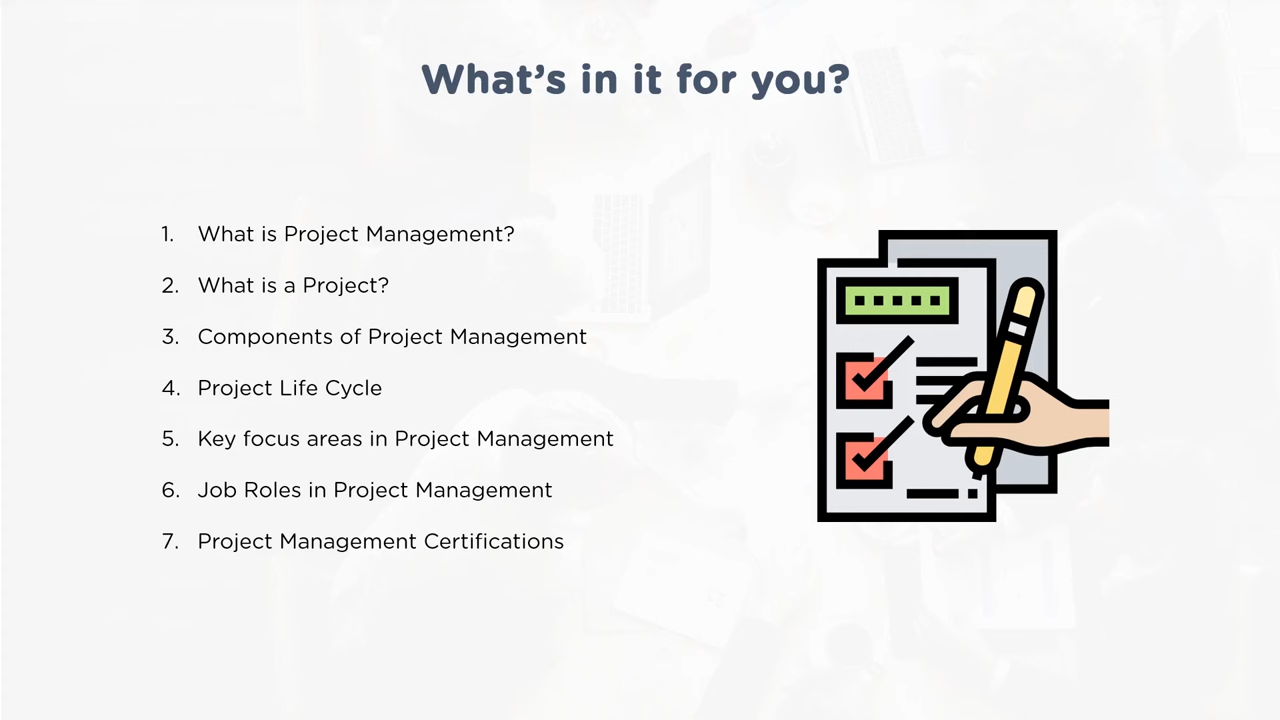 What's in it for you?
1. What is Project Management?
2. What is a Project?
3. Components of Project Management
4. Project Life Cycle
5. Key focus areas in Project Management
6. Job Roles in Project Management
7. Project Management Certifications